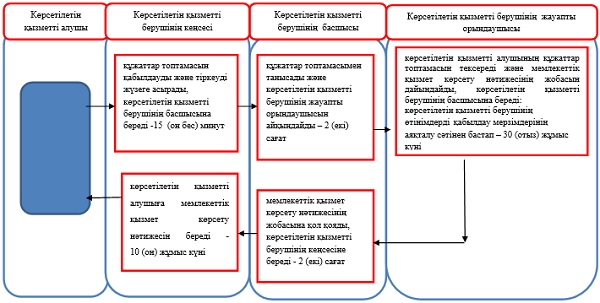 Көрсетілетін
қызметті алушы
Көрсетілетін қызметті
берушінің кеңсесі
Көрсетілетін қызметті
берушінің басшысы
Көрсетілетін қызметті берушінің жауапты
орындаушысы
құжаттар топтамасын
қабылдауды және тіркеуді
жүзеге асырады,
көрсетілетін қызметті
берушінің басшысына
береді -15 (он бес) минут
құжаттар топтамасымен
танысады және
көрсетілетін қызметті
берушінің жауапты
орындаушысын
айқындайды – 2 (екі)
сағат
көрсетілетін қызметті алушының құжаттар
топтамасын тексереді және мемлекеттік
қызмет көрсету нәтижесінің жобасын
дайындайды, көрсетілетін қызметті
берушінің басшысына береді:
көрсетілетін қызметті берушінің
өтінімдерді қабылдау мерзімдерінің
аяқталу сәтінен бастап – 30 (отыз) жұмыс
күні
көрсетілетін қызметті
алушыға мемлекеттік
қызмет көрсету
нәтижесін береді -
10 (он) жұмыс күні
мемлекеттік қызмет
көрсету нәтижесінің
жобасына қол қояды,
көрсетілетін қызметті
берушінің кеңсесіне
береді - 2 (екі) сағат